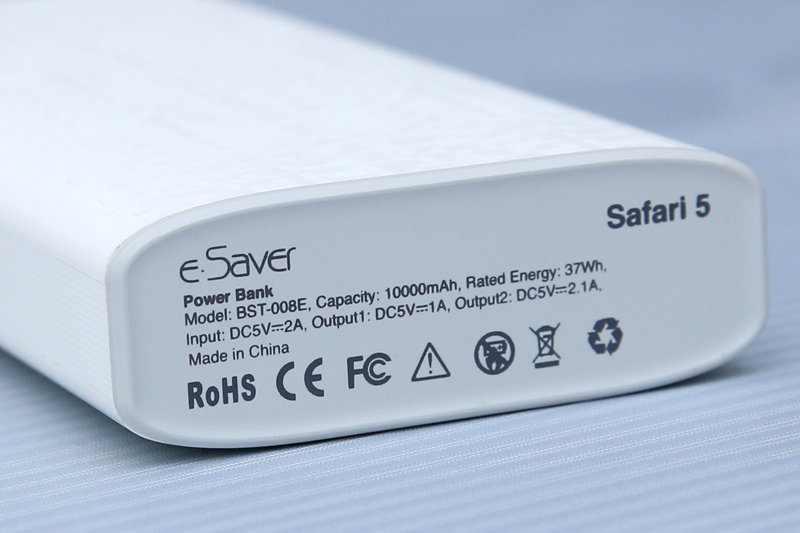 Safari 5
e·Saver
Power Bank
Model: BST-008E, Capacity: 10000mAh, Rated Energy: 37Wh,
Input: DC5V⎓2A, Output1: DC5V⎓1A, Output2: DC5V⎓2.1A.
Made in China
RoHS CE FC